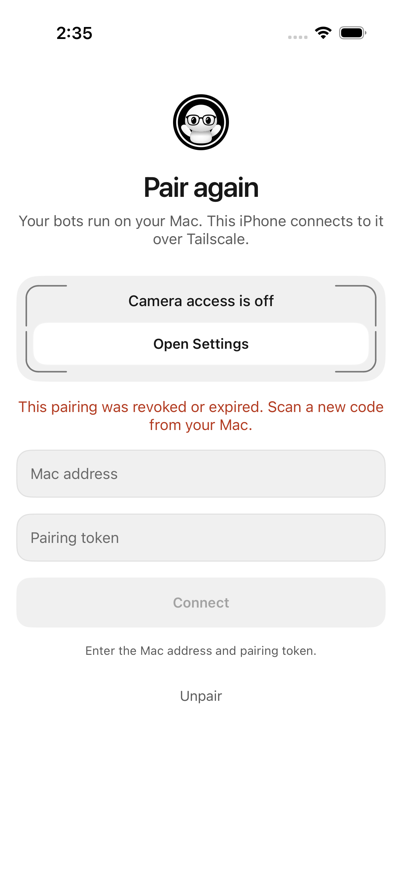 2:35
Pair again
Your bots run on your Mac. This iPhone connects to it
over Tailscale.
Camera access is off
Open Settings
This pairing was revoked or expired. Scan a new code
from your Mac.
Mac address
Pairing token
Connect
Enter the Mac address and pairing token.
Unpair